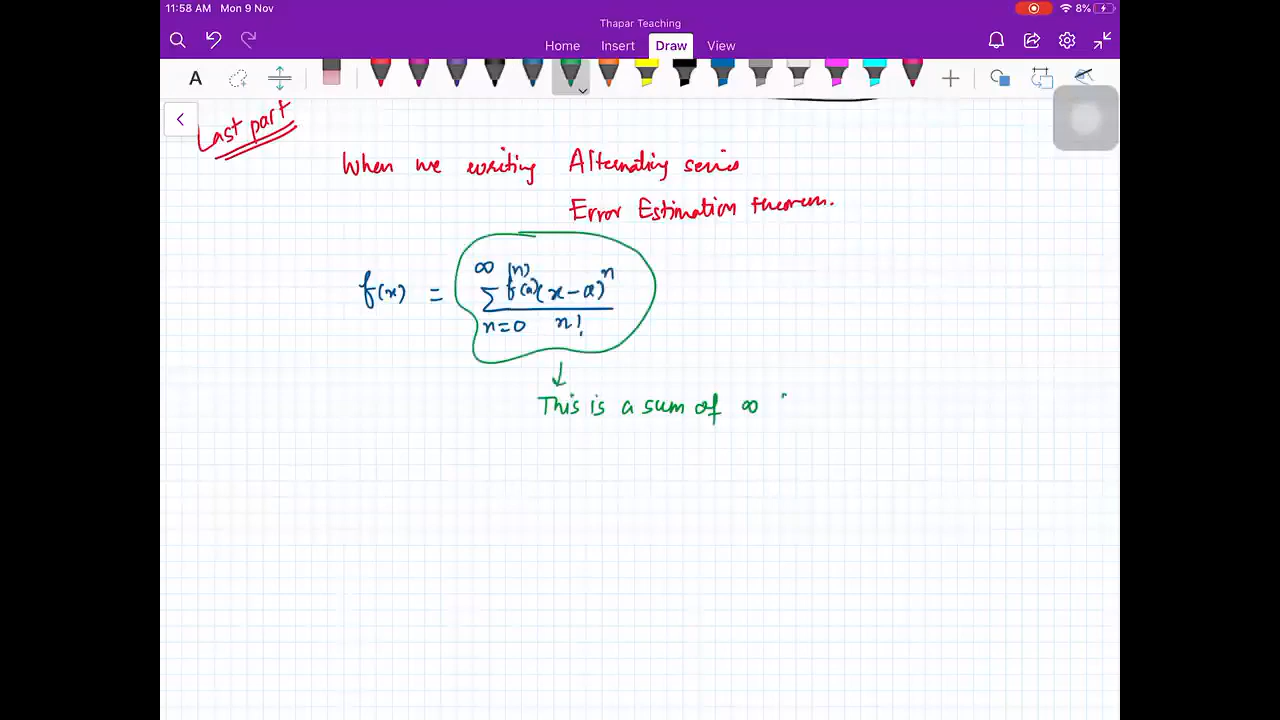 11:58 AM Mon 9 Nov
8%
Thapar Teaching
Home Insert Draw View
A
Last part
When we writing Alternating series
Error Estimation theorem.
f(x) = ∞ (n)
Σ f(a)(x-a)^n
n=0 n!
This is a sum of ∞